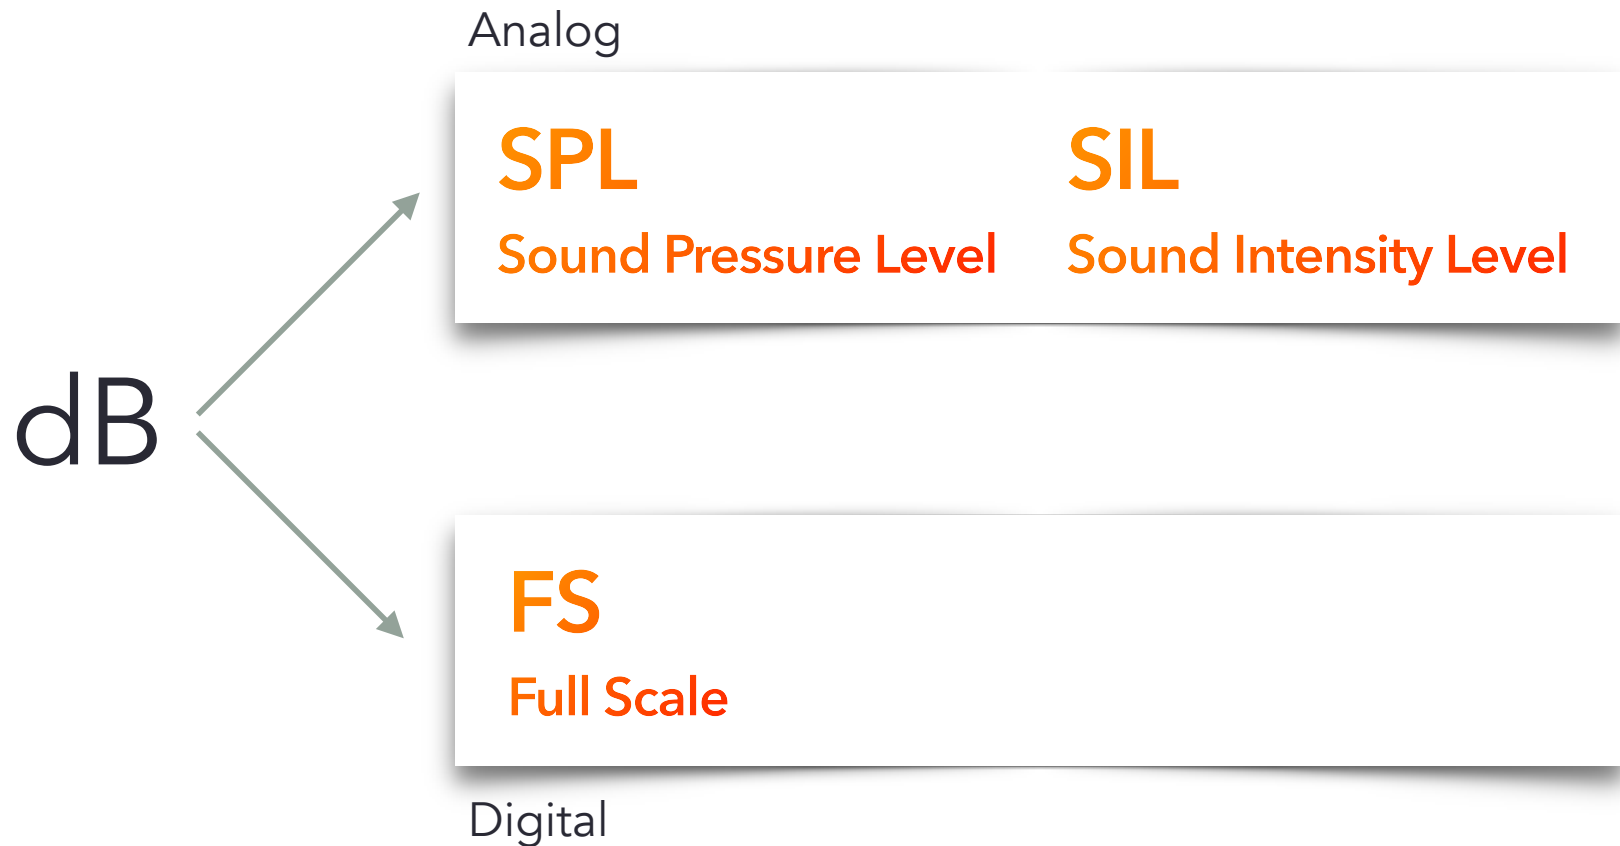 Analog
SPL
Sound Pressure Level
SIL
Sound Intensity Level
dB
FS
Full Scale
Digital